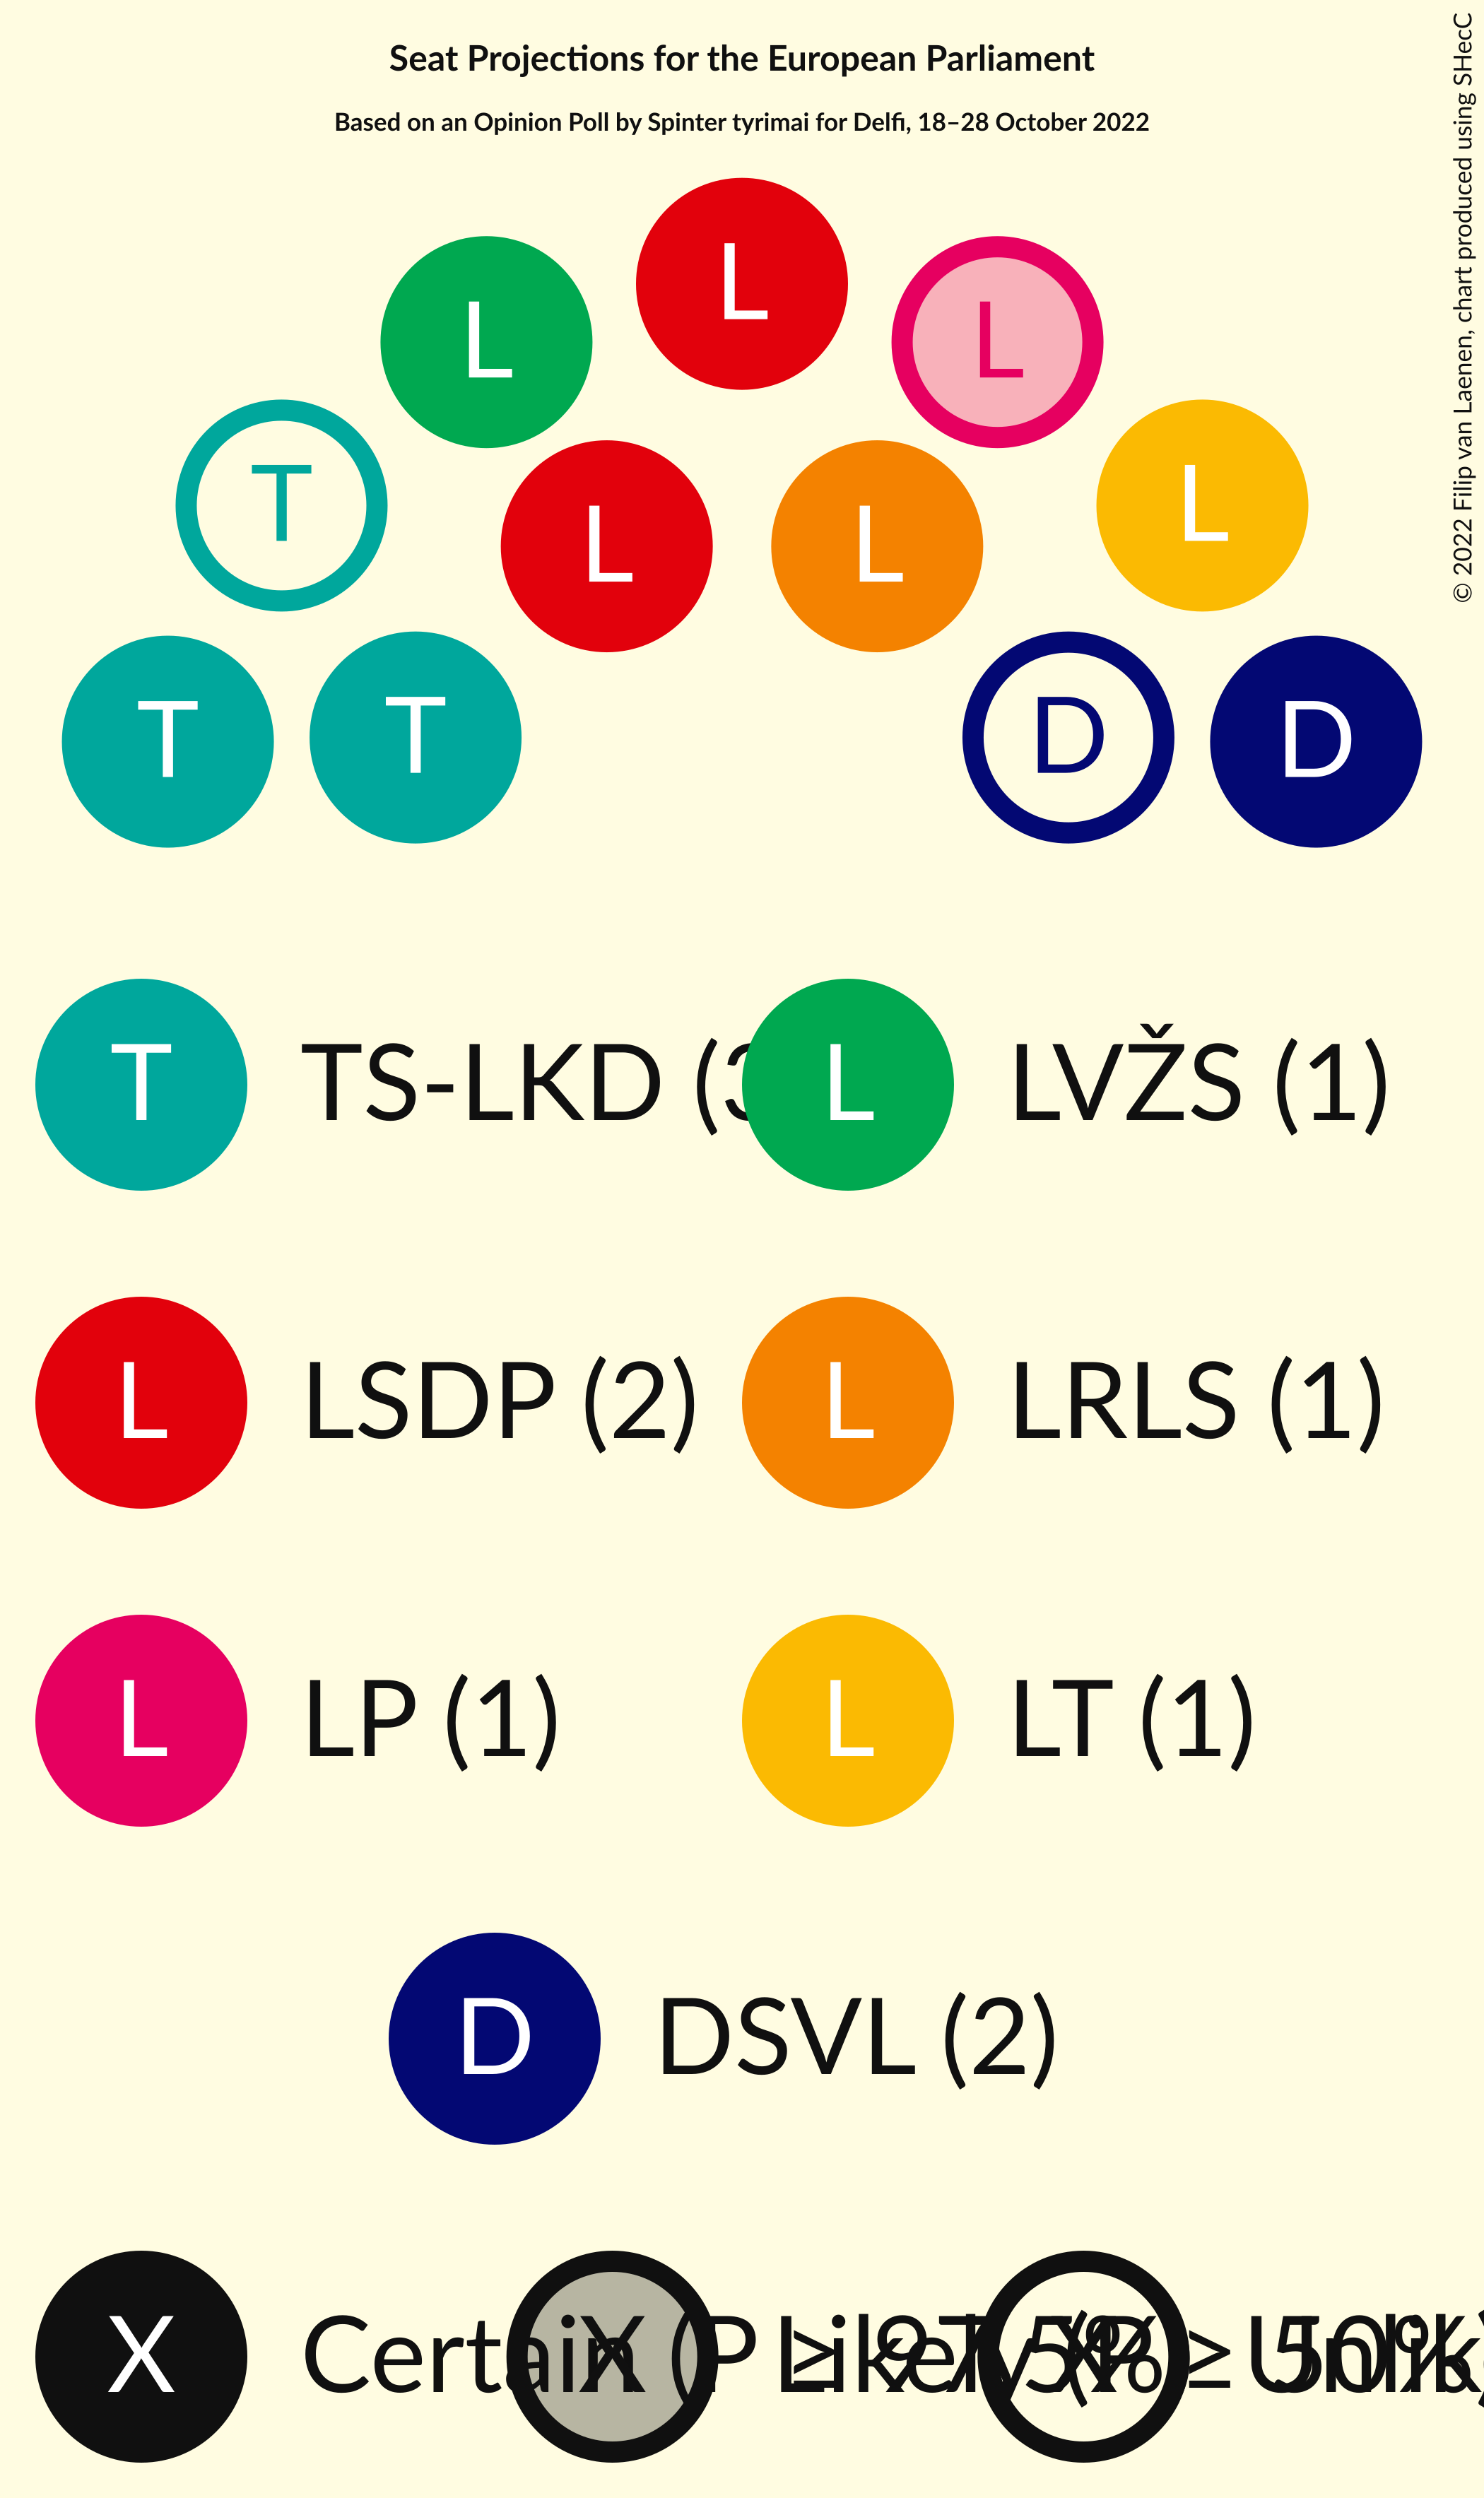 Seat Projections for the European Parliament
Based on an Opinion Poll by Spinter tyrimai for Delfi, 18–28 October 2022
© 2022 Filip van Laenen, chart produced using SHecC
L
L L
T L L L
T T D D
T TS-LKD (3 L LVŽS (1)
L LSDP (2) L LRLS (1)
L LP (1) L LT (1)
D DSVL (2)
X Certain X X